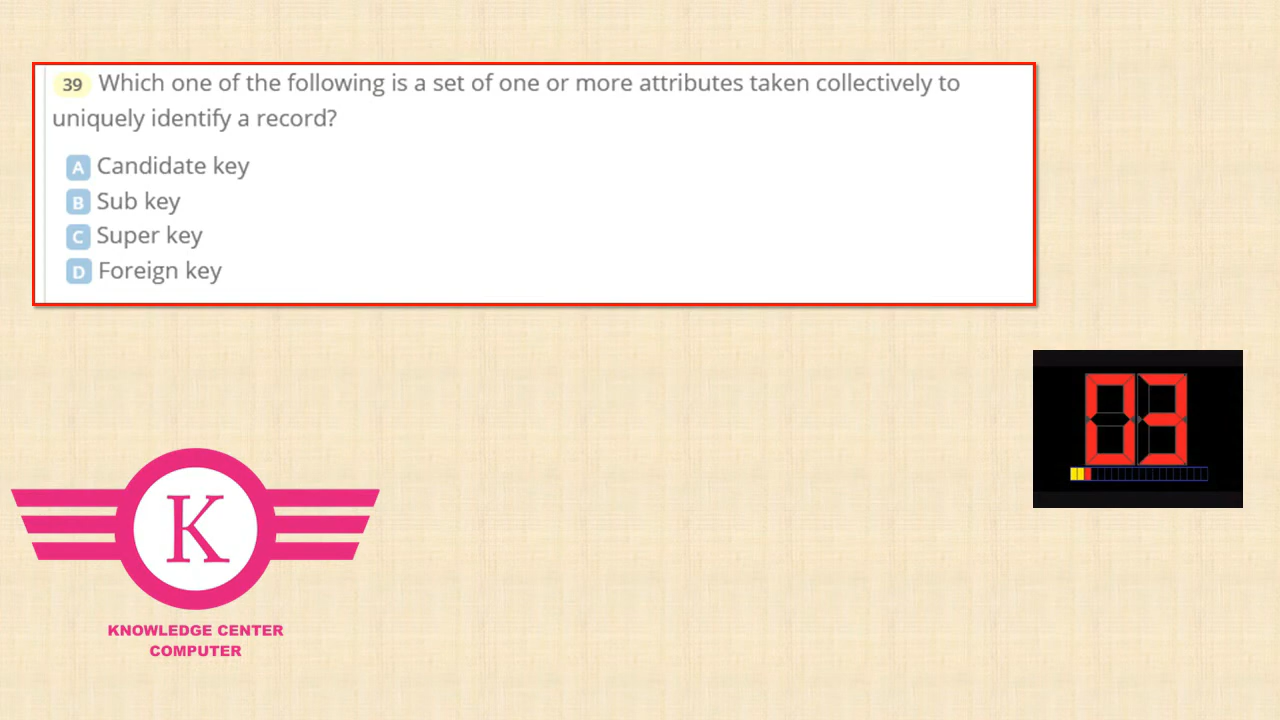 39 Which one of the following is a set of one or more attributes taken collectively to
uniquely identify a record?
A Candidate key
B Sub key
C Super key
D Foreign key
03
K
KNOWLEDGE CENTER
COMPUTER